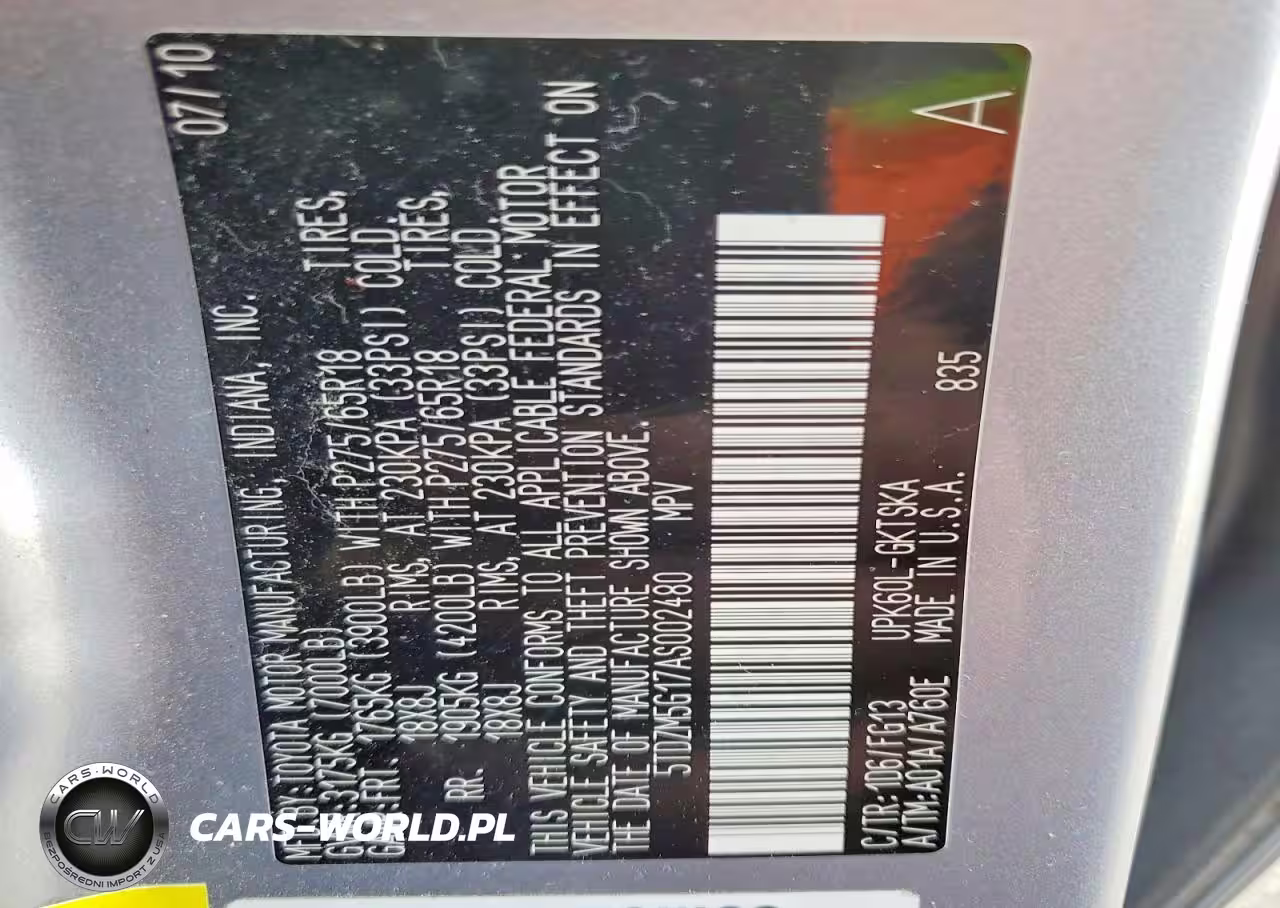 MFD BY: TOYOTA MOTOR MANUFACTURING, INDIANA, INC. 07/10
GVWR:3175KG (7000LB)
GAWR:FRT. 1765KG (3900LB) WITH P275/65R18 TIRES,
18X8J RIMS, AT 230KPA (33PSI) COLD.
RR. 1905KG (4200LB) WITH P275/65R18 TIRES,
18X8J RIMS, AT 230KPA (33PSI) COLD.
THIS VEHICLE CONFORMS TO ALL APPLICABLE FEDERAL MOTOR
VEHICLE SAFETY AND THEFT PREVENTION STANDARDS IN EFFECT ON
THE DATE OF MANUFACTURE SHOWN ABOVE.
5TDZM5G17AS002480 MPV
C/TR:1D6/FG13 UPK60L-GKTSKA
A/TM:A01A/A760E MADE IN U.S.A. 835
A
CARS-WORLD
CW
BEZPOŚREDNI IMPORT Z USA
CARS-WORLD.PL